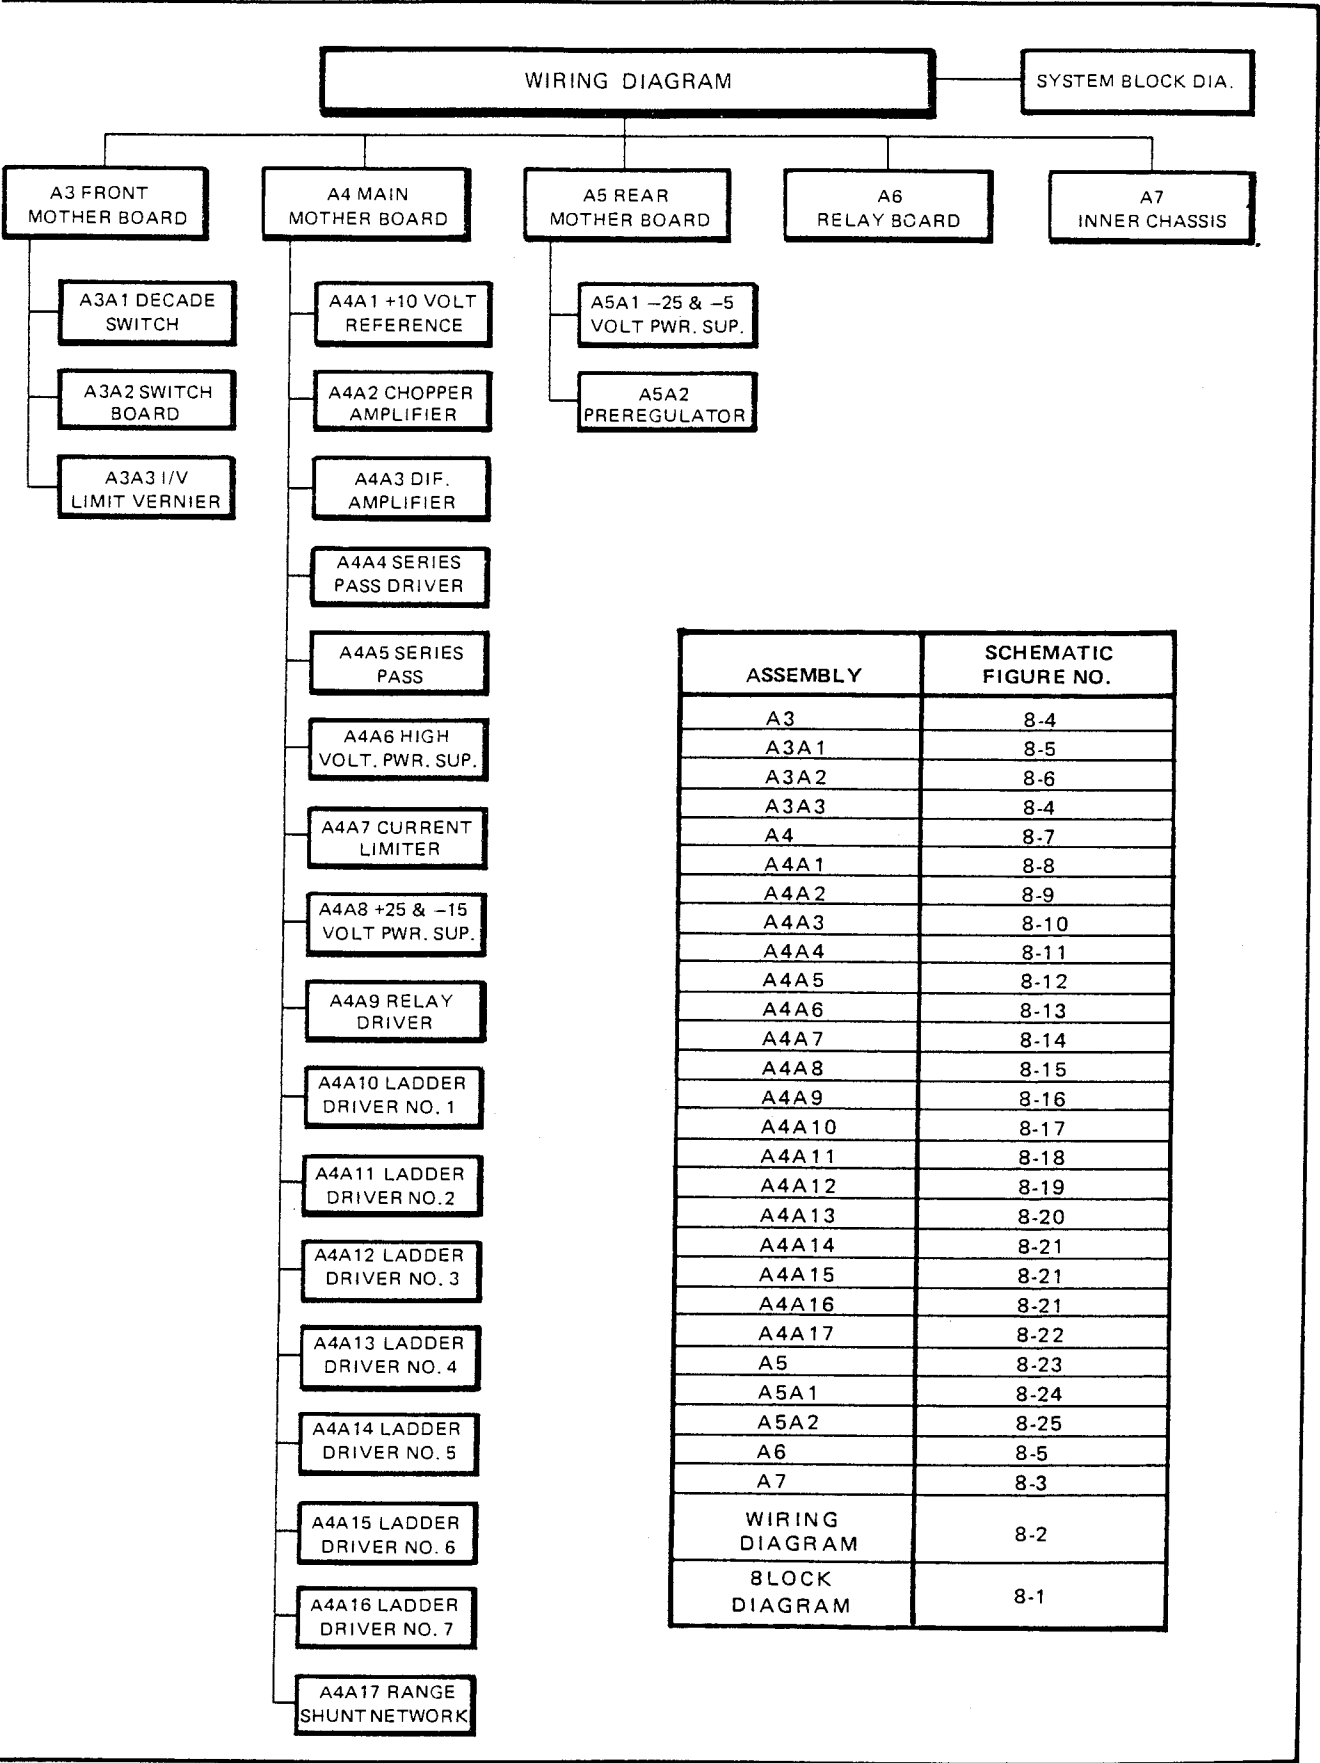 WIRING DIAGRAM
SYSTEM BLOCK DIA.
A3 FRONT
MOTHER BOARD
A4 MAIN
MOTHER BOARD
A5 REAR
MOTHER BOARD
A6
RELAY BOARD
A7
INNER CHASSIS
A3A1 DECADE
SWITCH
A3A2 SWITCH
BOARD
A3A3 I/V
LIMIT VERNIER
A4A1 +10 VOLT
REFERENCE
A4A2 CHOPPER
AMPLIFIER
A4A3 DIF.
AMPLIFIER
A4A4 SERIES
PASS DRIVER
A4A5 SERIES
PASS
A4A6 HIGH
VOLT. PWR. SUP.
A4A7 CURRENT
LIMITER
A4A8 +25 & –15
VOLT PWR. SUP.
A4A9 RELAY
DRIVER
A4A10 LADDER
DRIVER NO. 1
A4A11 LADDER
DRIVER NO.2
A4A12 LADDER
DRIVER NO. 3
A4A13 LADDER
DRIVER NO. 4
A4A14 LADDER
DRIVER NO. 5
A4A15 LADDER
DRIVER NO. 6
A4A16 LADDER
DRIVER NO. 7
A4A17 RANGE
SHUNT NETWORK
A5A1 –25 & –5
VOLT PWR. SUP.
A5A2
PREREGULATOR
ASSEMBLY SCHEMATIC FIGURE NO.
A3 8-4
A3A1 8-5
A3A2 8-6
A3A3 8-4
A4 8-7
A4A1 8-8
A4A2 8-9
A4A3 8-10
A4A4 8-11
A4A5 8-12
A4A6 8-13
A4A7 8-14
A4A8 8-15
A4A9 8-16
A4A10 8-17
A4A11 8-18
A4A12 8-19
A4A13 8-20
A4A14 8-21
A4A15 8-21
A4A16 8-21
A4A17 8-22
A5 8-23
A5A1 8-24
A5A2 8-25
A6 8-5
A7 8-3
WIRING DIAGRAM 8-2
BLOCK DIAGRAM 8-1